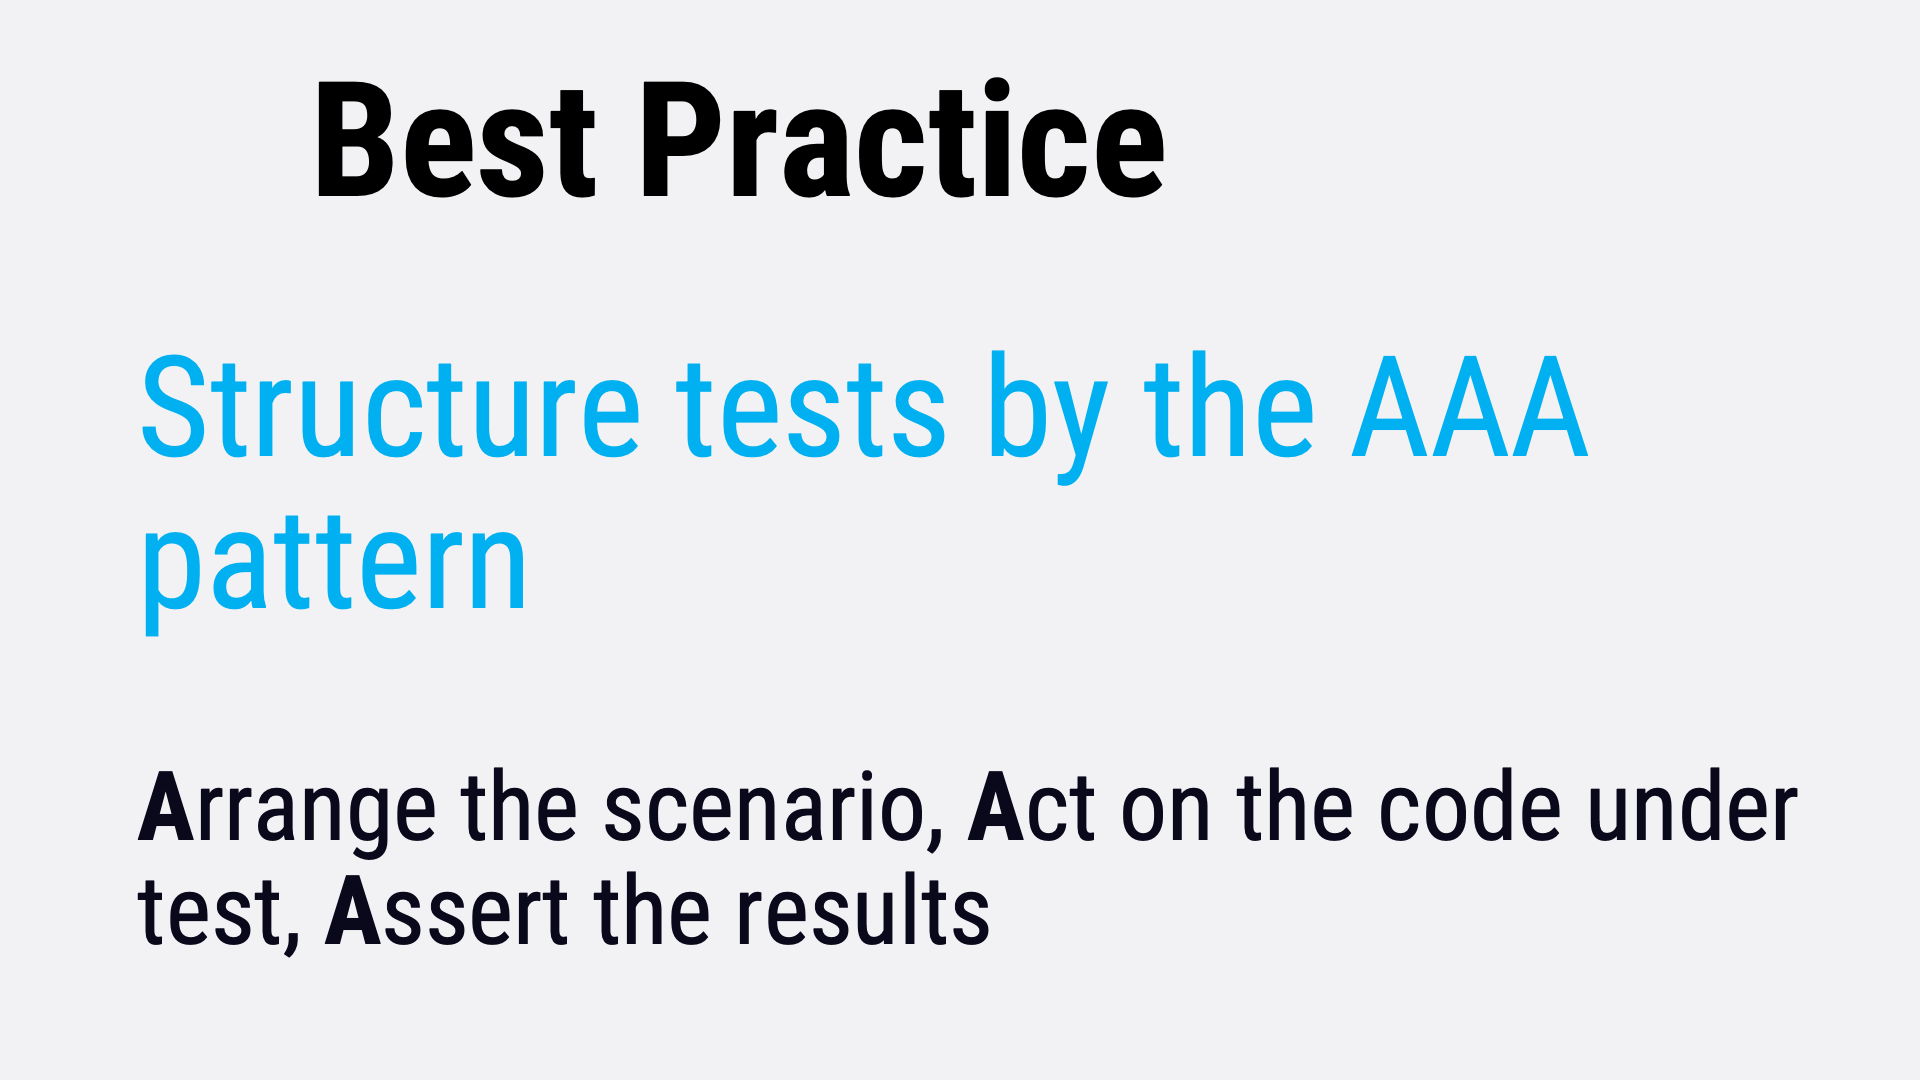 Best Practice
Structure tests by the AAA
pattern
Arrange the scenario, Act on the code under
test, Assert the results